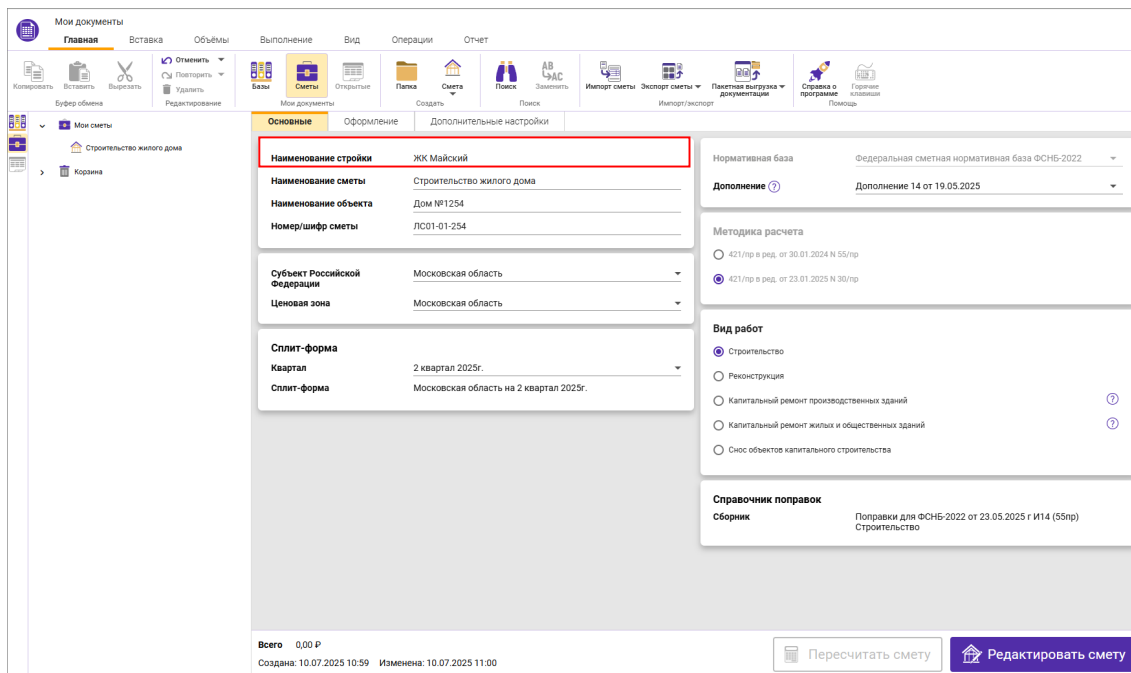 Мои документы
Главная Вставка Объёмы Выполнение Вид Операции Отчет
Копировать Вставить Вырезать
Отменить
Повторить
Удалить
Базы Сметы Открытые
Папка Смета
Поиск Заменить
AB
AC
Импорт сметы Экспорт сметы Пакетная выгрузка документации
Справка о программе Горячие клавиши
Буфер обмена Редактирование Мои документы Создать Поиск Импорт/экспорт Помощь
Мои сметы
Строительство жилого дома
Корзина
Основные Оформление Дополнительные настройки
Наименование стройки ЖК Майский
Наименование сметы Строительство жилого дома
Наименование объекта Дом №1254
Номер/шифр сметы ЛС01-01-254
Субъект Российской Федерации Московская область
Ценовая зона Московская область
Сплит-форма
Квартал 2 квартал 2025г.
Сплит-форма Московская область на 2 квартал 2025г.
Нормативная база Федеральная сметная нормативная база ФСНБ-2022
Дополнение ? Дополнение 14 от 19.05.2025
Методика расчета
421/пр в ред. от 30.01.2024 N 55/пр
421/пр в ред. от 23.01.2025 N 30/пр
Вид работ
Строительство
Реконструкция
Капитальный ремонт производственных зданий ?
Капитальный ремонт жилых и общественных зданий ?
Снос объектов капитального строительства
Справочник поправок
Сборник Поправки для ФСНБ-2022 от 23.05.2025 г И14 (55пр)
Строительство
Всего 0,00 ₽
Создана: 10.07.2025 10:59 Изменена: 10.07.2025 11:00
Пересчитать смету Редактировать смету